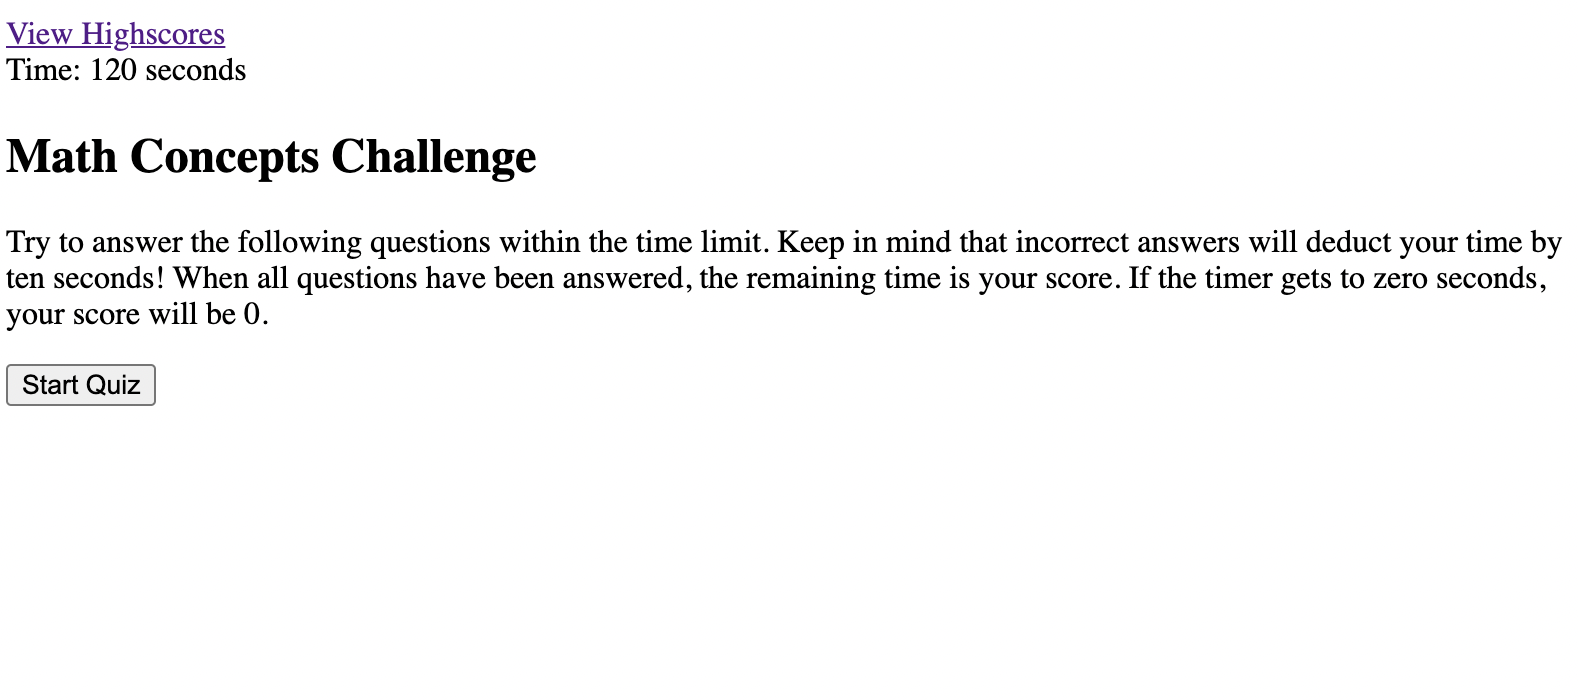 View Highscores
Time: 120 seconds
Math Concepts Challenge
Try to answer the following questions within the time limit. Keep in mind that incorrect answers will deduct your time by
ten seconds! When all questions have been answered, the remaining time is your score. If the timer gets to zero seconds,
your score will be 0.
Start Quiz